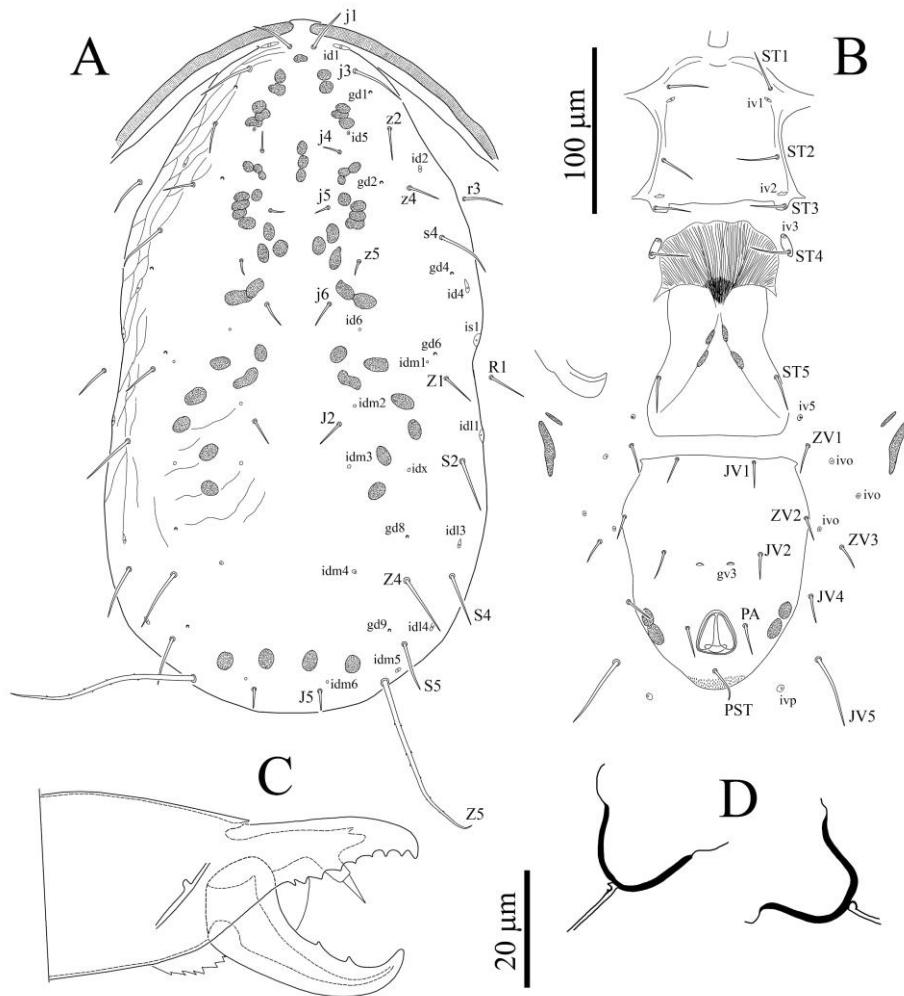 A
j1
id1
j3
gd1
id5
z2
j4
id2
gd2
z4
r3
j5
s4
z5
gd4
id4
j6
id6
is1
gd6
idm1
Z1
R1
idm2
J2
idl1
idm3
idx
S2
gd8
idl3
idm4
Z4
S4
gd9
idl4
idm5
S5
J5
idm6
Z5
B
100 µm
ST1
iv1
ST2
iv2
ST3
iv3
ST4
ST5
iv5
ZV1
JV1
ivo
ivo
ZV2
ivo
ZV3
JV2
gv3
JV4
PA
PST
ivp
JV5
C
20 µm
D